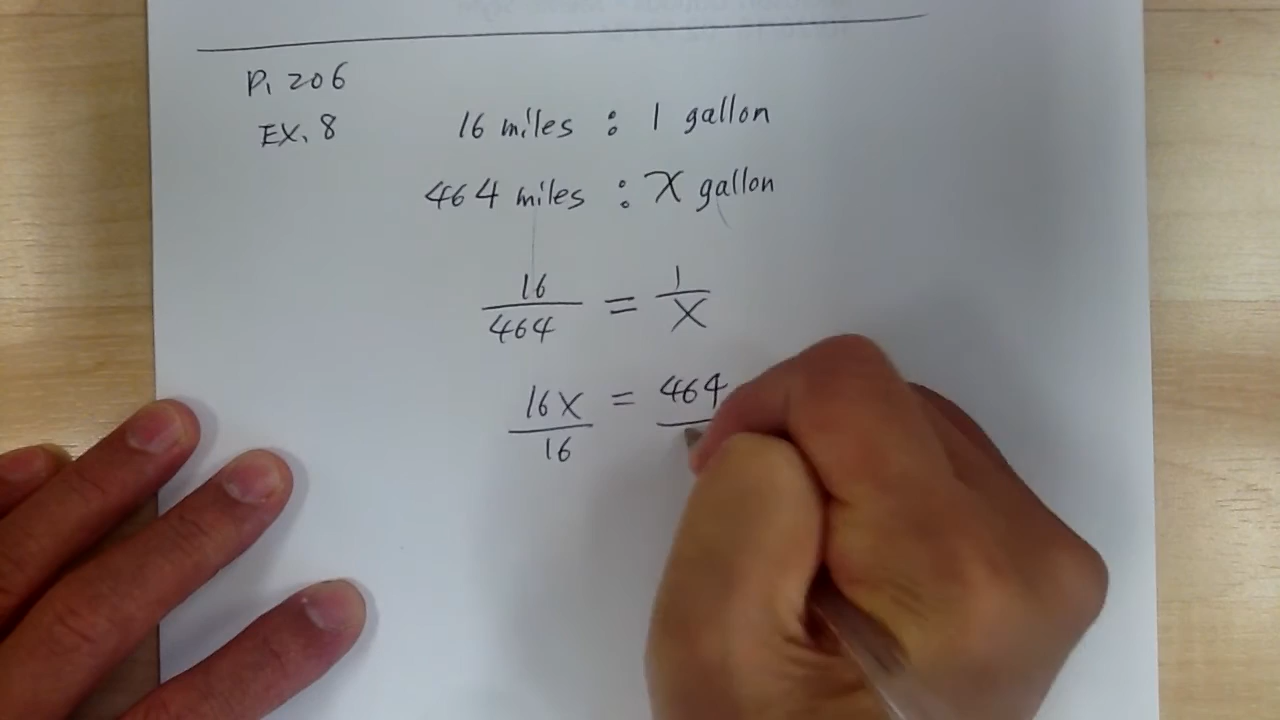 P. 206
EX. 8
16 miles : 1 gallon
464 miles : X gallon
16/464 = 1/X
16X/16 = 464/